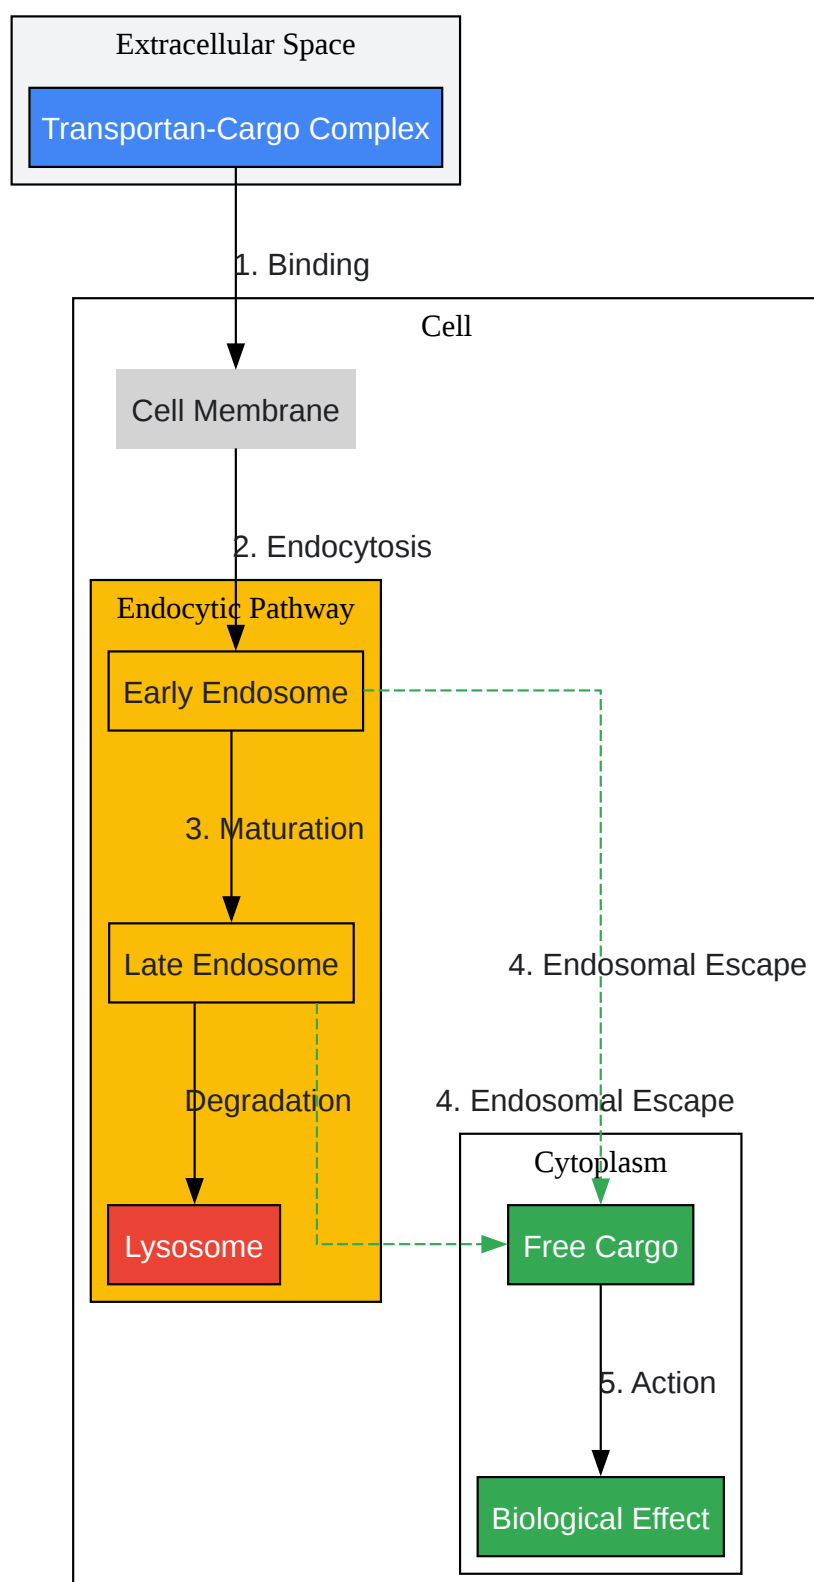 Extracellular Space
Transportan-Cargo Complex
1. Binding
Cell
Cell Membrane
2. Endocytosis
Endocytic Pathway
Early Endosome
3. Maturation
Late Endosome
4. Endosomal Escape
Degradation
4. Endosomal Escape
Cytoplasm
Lysosome
Free Cargo
5. Action
Biological Effect